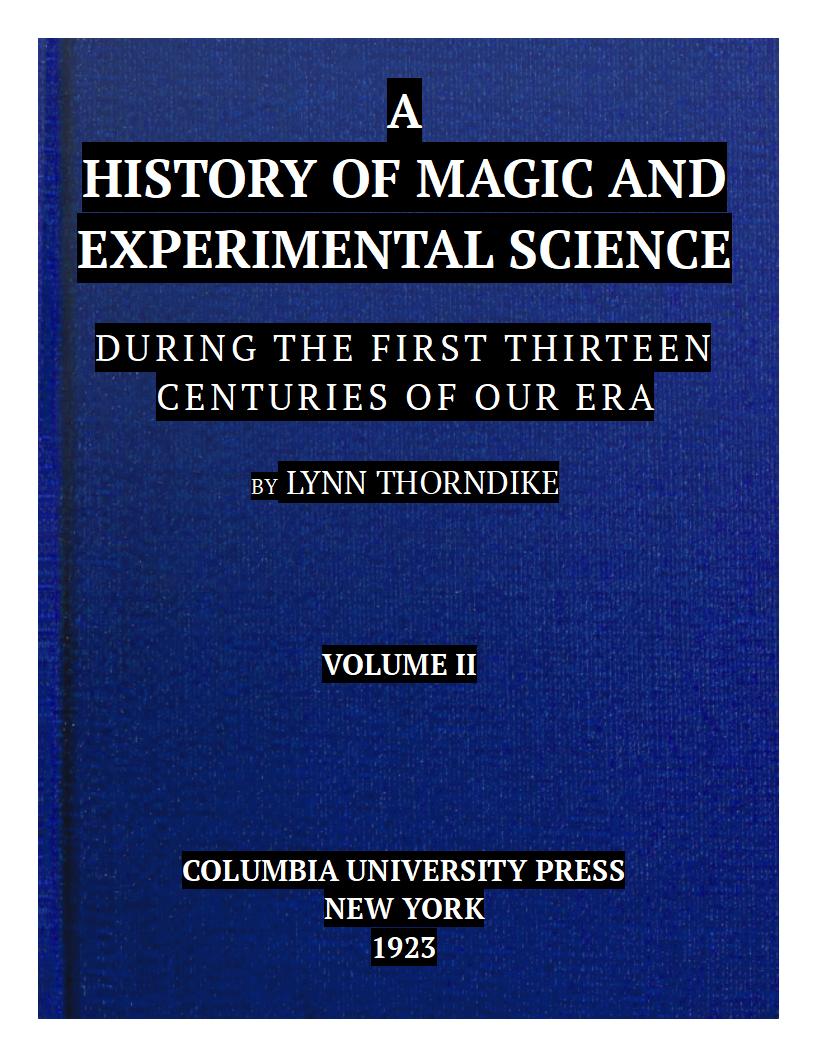 A
HISTORY OF MAGIC AND
EXPERIMENTAL SCIENCE
DURING THE FIRST THIRTEEN
CENTURIES OF OUR ERA
BY LYNN THORNDIKE
VOLUME II
COLUMBIA UNIVERSITY PRESS
NEW YORK
1923